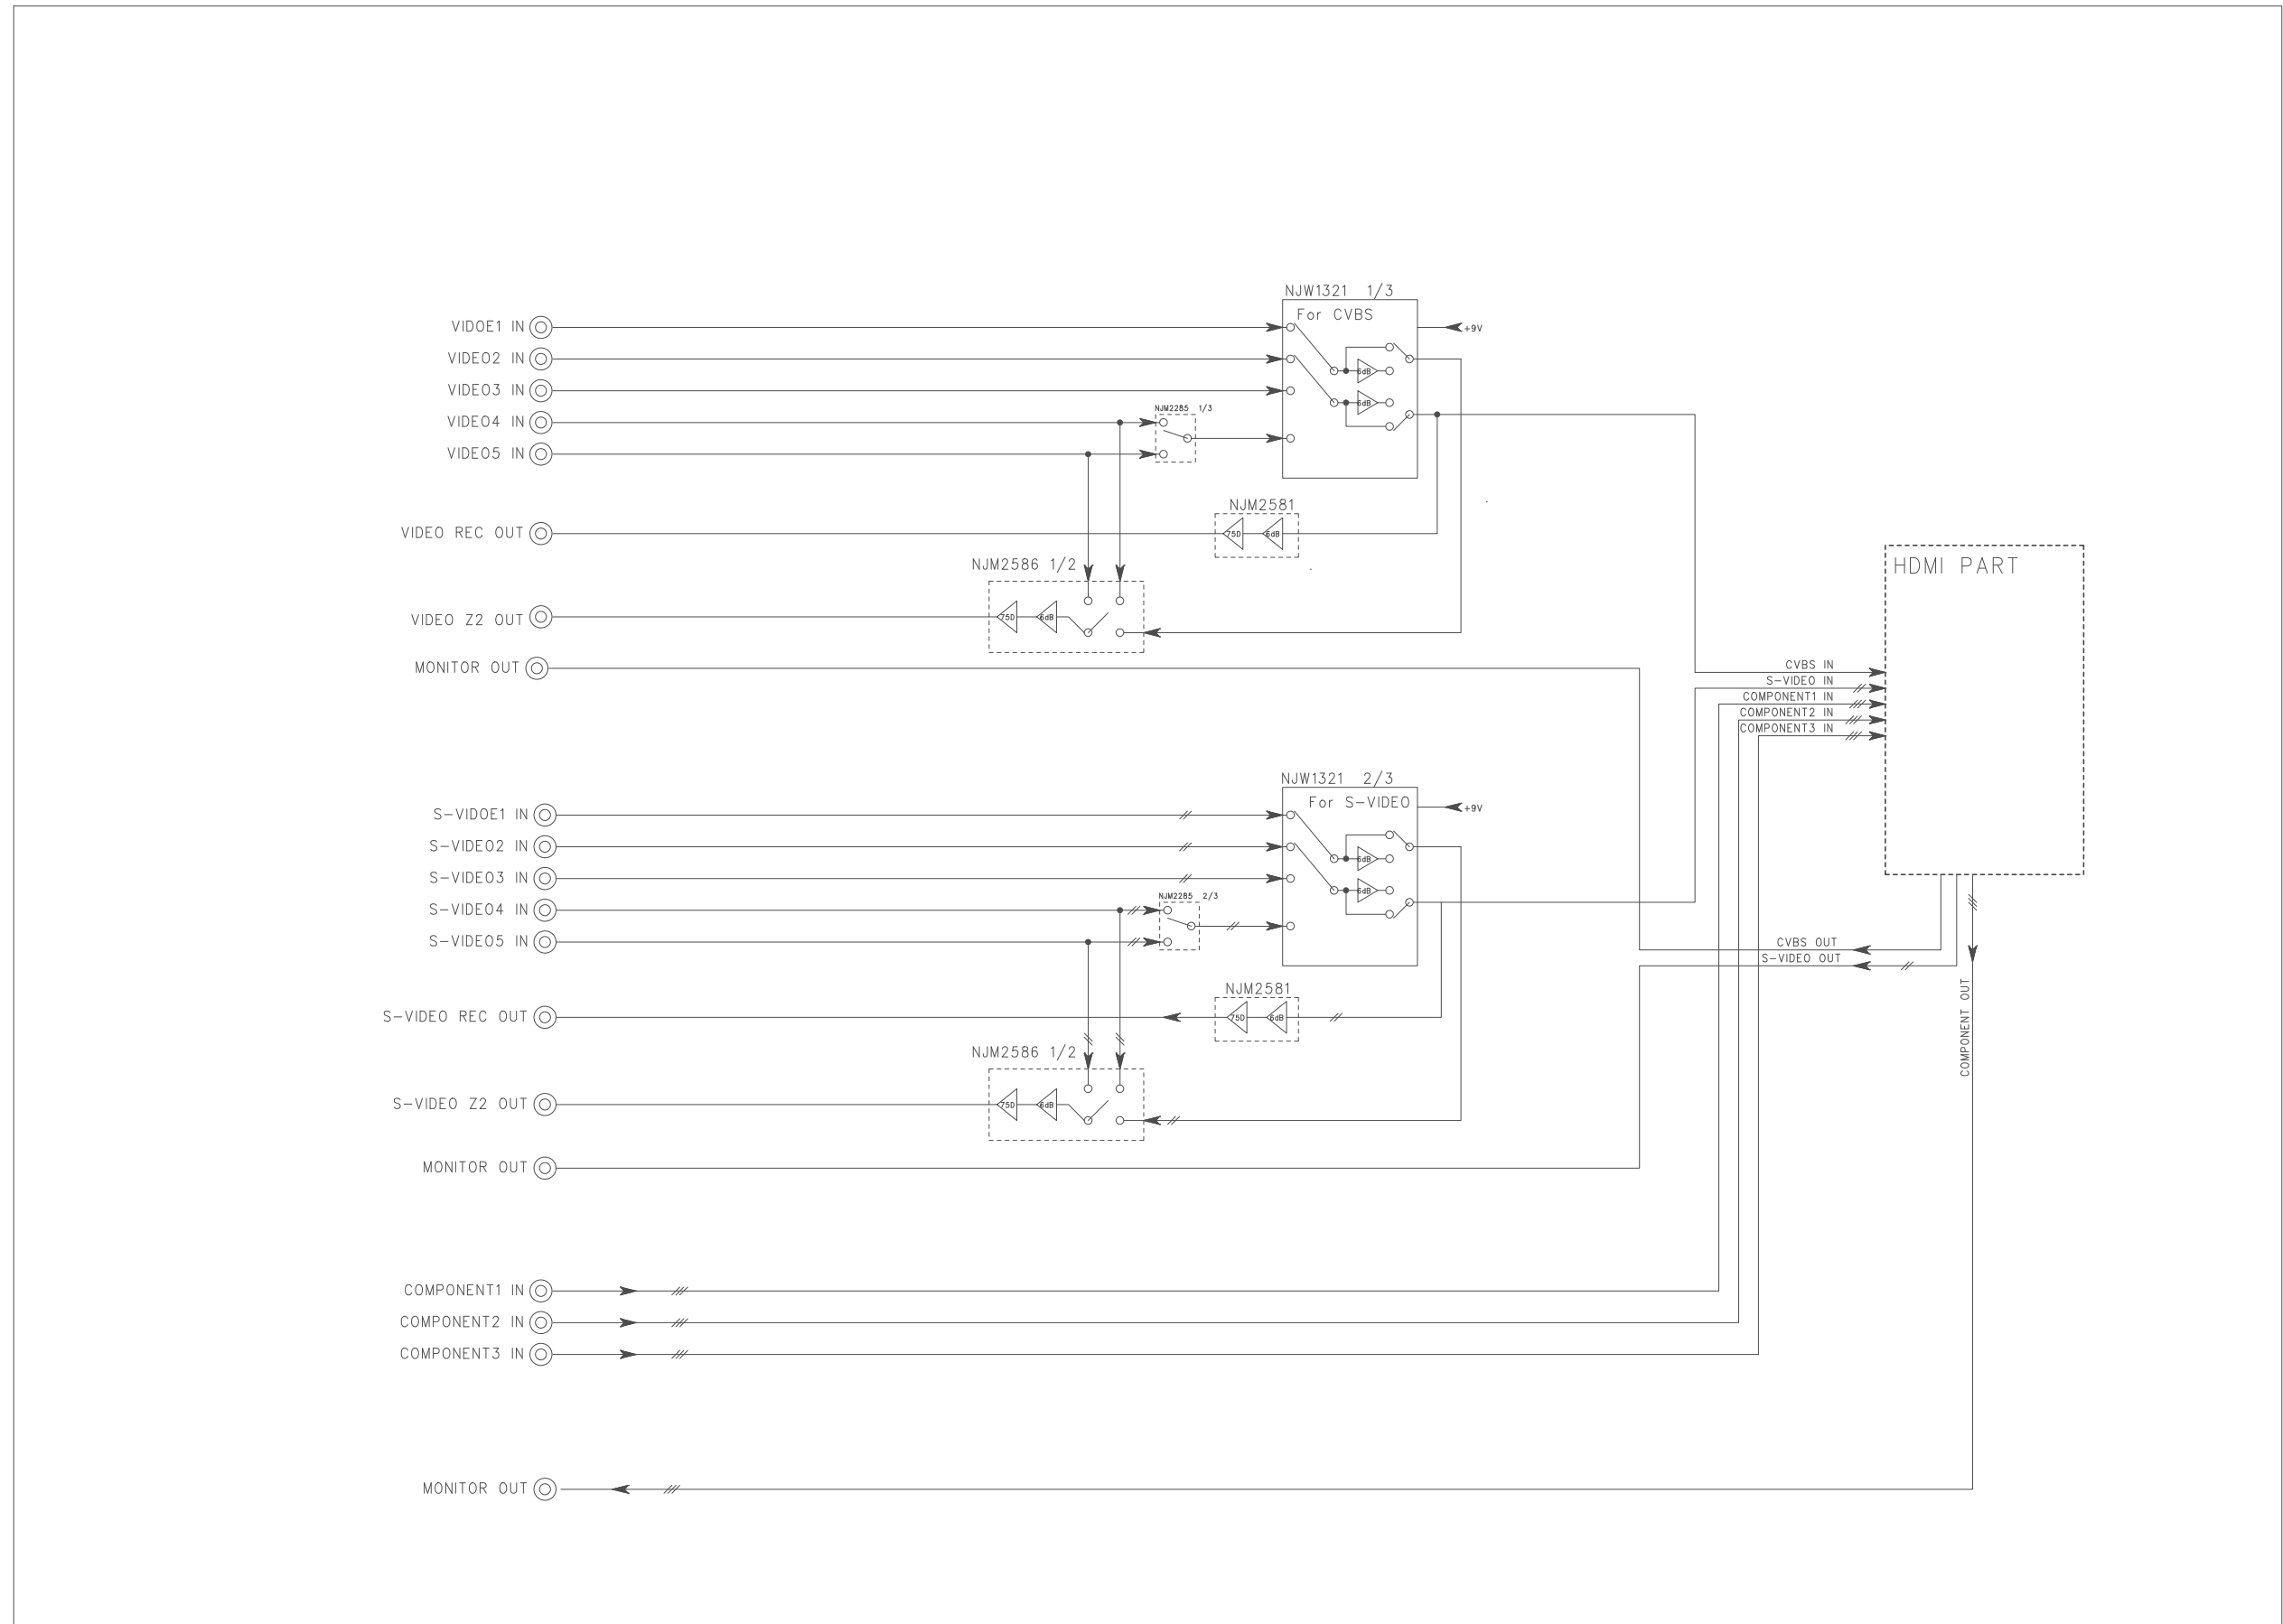 NJW1321 1/3
For CVBS
VIDOE1 IN
+9V
VIDEO2 IN
6dB
VIDEO3 IN
6dB
NJM2285 1/3
VIDEO4 IN
VIDEO5 IN
NJM2581
VIDEO REC OUT
75D
6dB
NJM2586 1/2
HDMI PART
VIDEO Z2 OUT
75D
6dB
MONITOR OUT
CVBS IN
S-VIDEO IN
COMPONENT1 IN
COMPONENT2 IN
COMPONENT3 IN
NJW1321 2/3
For S-VIDEO
+9V
S-VIDOE1 IN
S-VIDEO2 IN
6dB
S-VIDEO3 IN
6dB
NJM2285 2/3
S-VIDEO4 IN
S-VIDEO5 IN
CVBS OUT
S-VIDEO OUT
COMPONENT OUT
NJM2581
S-VIDEO REC OUT
75D
6dB
NJM2586 1/2
S-VIDEO Z2 OUT
75D
6dB
MONITOR OUT
COMPONENT1 IN
COMPONENT2 IN
COMPONENT3 IN
MONITOR OUT